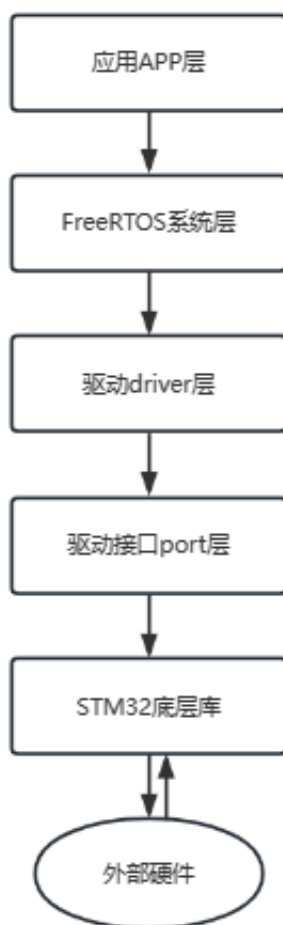 应用APP层
FreeRTOS系统层
驱动driver层
驱动接口port层
STM32底层库
外部硬件